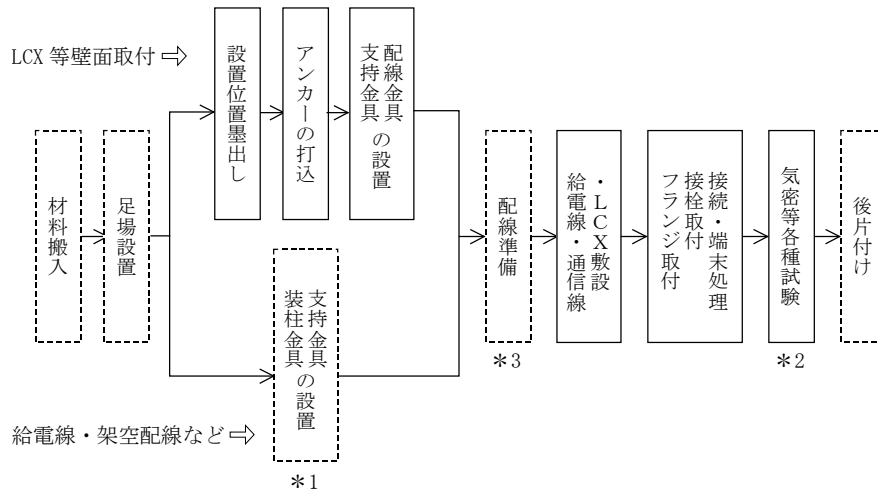 LCX 等壁面取付⇨
材料搬入
足場設置
設置位置墨出し
アンカーの打込
配線金具
支持金具
の設置
支持金具
装柱金具
の設置
＊1
給電線・架空配線など⇨
配線準備
＊3
・LCX敷設
給電線・通信線
接続・端末処理
接栓取付
フランジ取付
気密等各種試験
＊2
後片付け